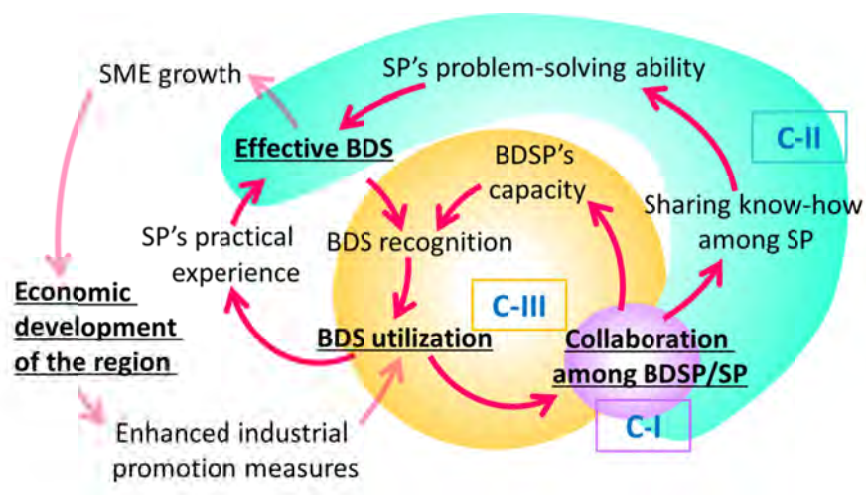 SME growth
SP's problem-solving ability
C-II
Effective BDS
BDSP's
capacity
Sharing know-how
among SP
SP's practical
experience
BDS recognition
Economic
development
of the region
C-III
BDS utilization
Collaboration
among BDSP/SP
C-I
Enhanced industrial
promotion measures